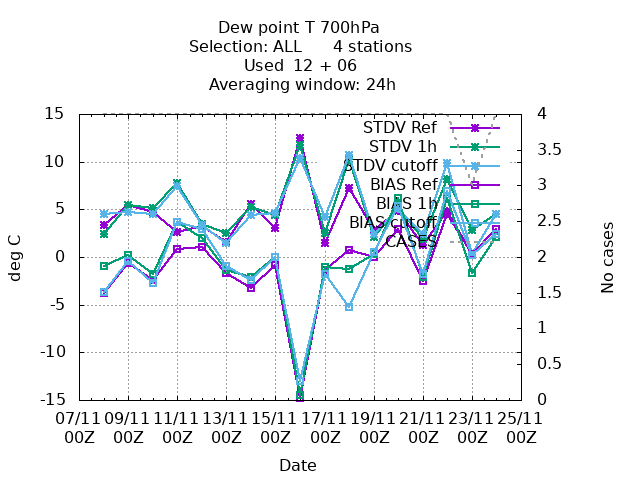 Dew point T 700hPa
Selection: ALL      4 stations
Used  12 + 06
Averaging window: 24h
15
10
5
0
-5
-10
-15
deg C
4
3.5
3
2.5
2
1.5
1
0.5
0
No cases
STDV Ref
STDV 1h
STDV cutoff
BIAS Ref
BIAS 1h
BIAS cutoff
CASES
07/11 09/11 11/11 13/11 15/11 17/11 19/11 21/11 23/11 25/11
00Z 00Z 00Z 00Z 00Z 00Z 00Z 00Z 00Z 00Z
Date